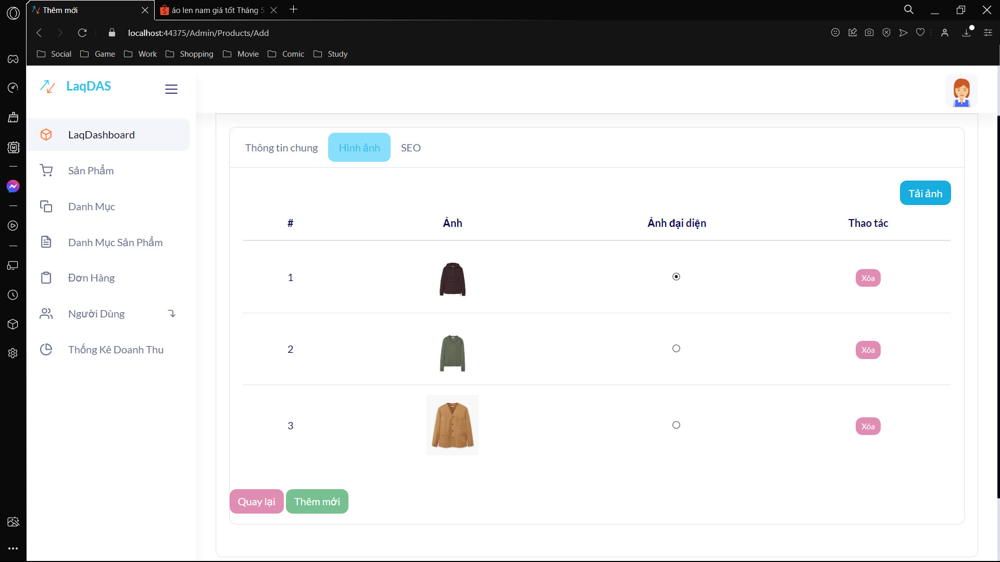 Thêm mới
áo len nam giá tốt Tháng 5
localhost:44375/Admin/Products/Add
Social Game Work Shopping Movie Comic Study
LaqDAS
LaqDashboard
Sản Phẩm
Danh Mục
Danh Mục Sản Phẩm
Đơn Hàng
Người Dùng
Thống Kê Doanh Thu
Thông tin chung Hình ảnh SEO
Tải ảnh
# Ảnh Ảnh đại diện Thao tác
1 Xóa
2 Xóa
3 Xóa
Quay lại Thêm mới